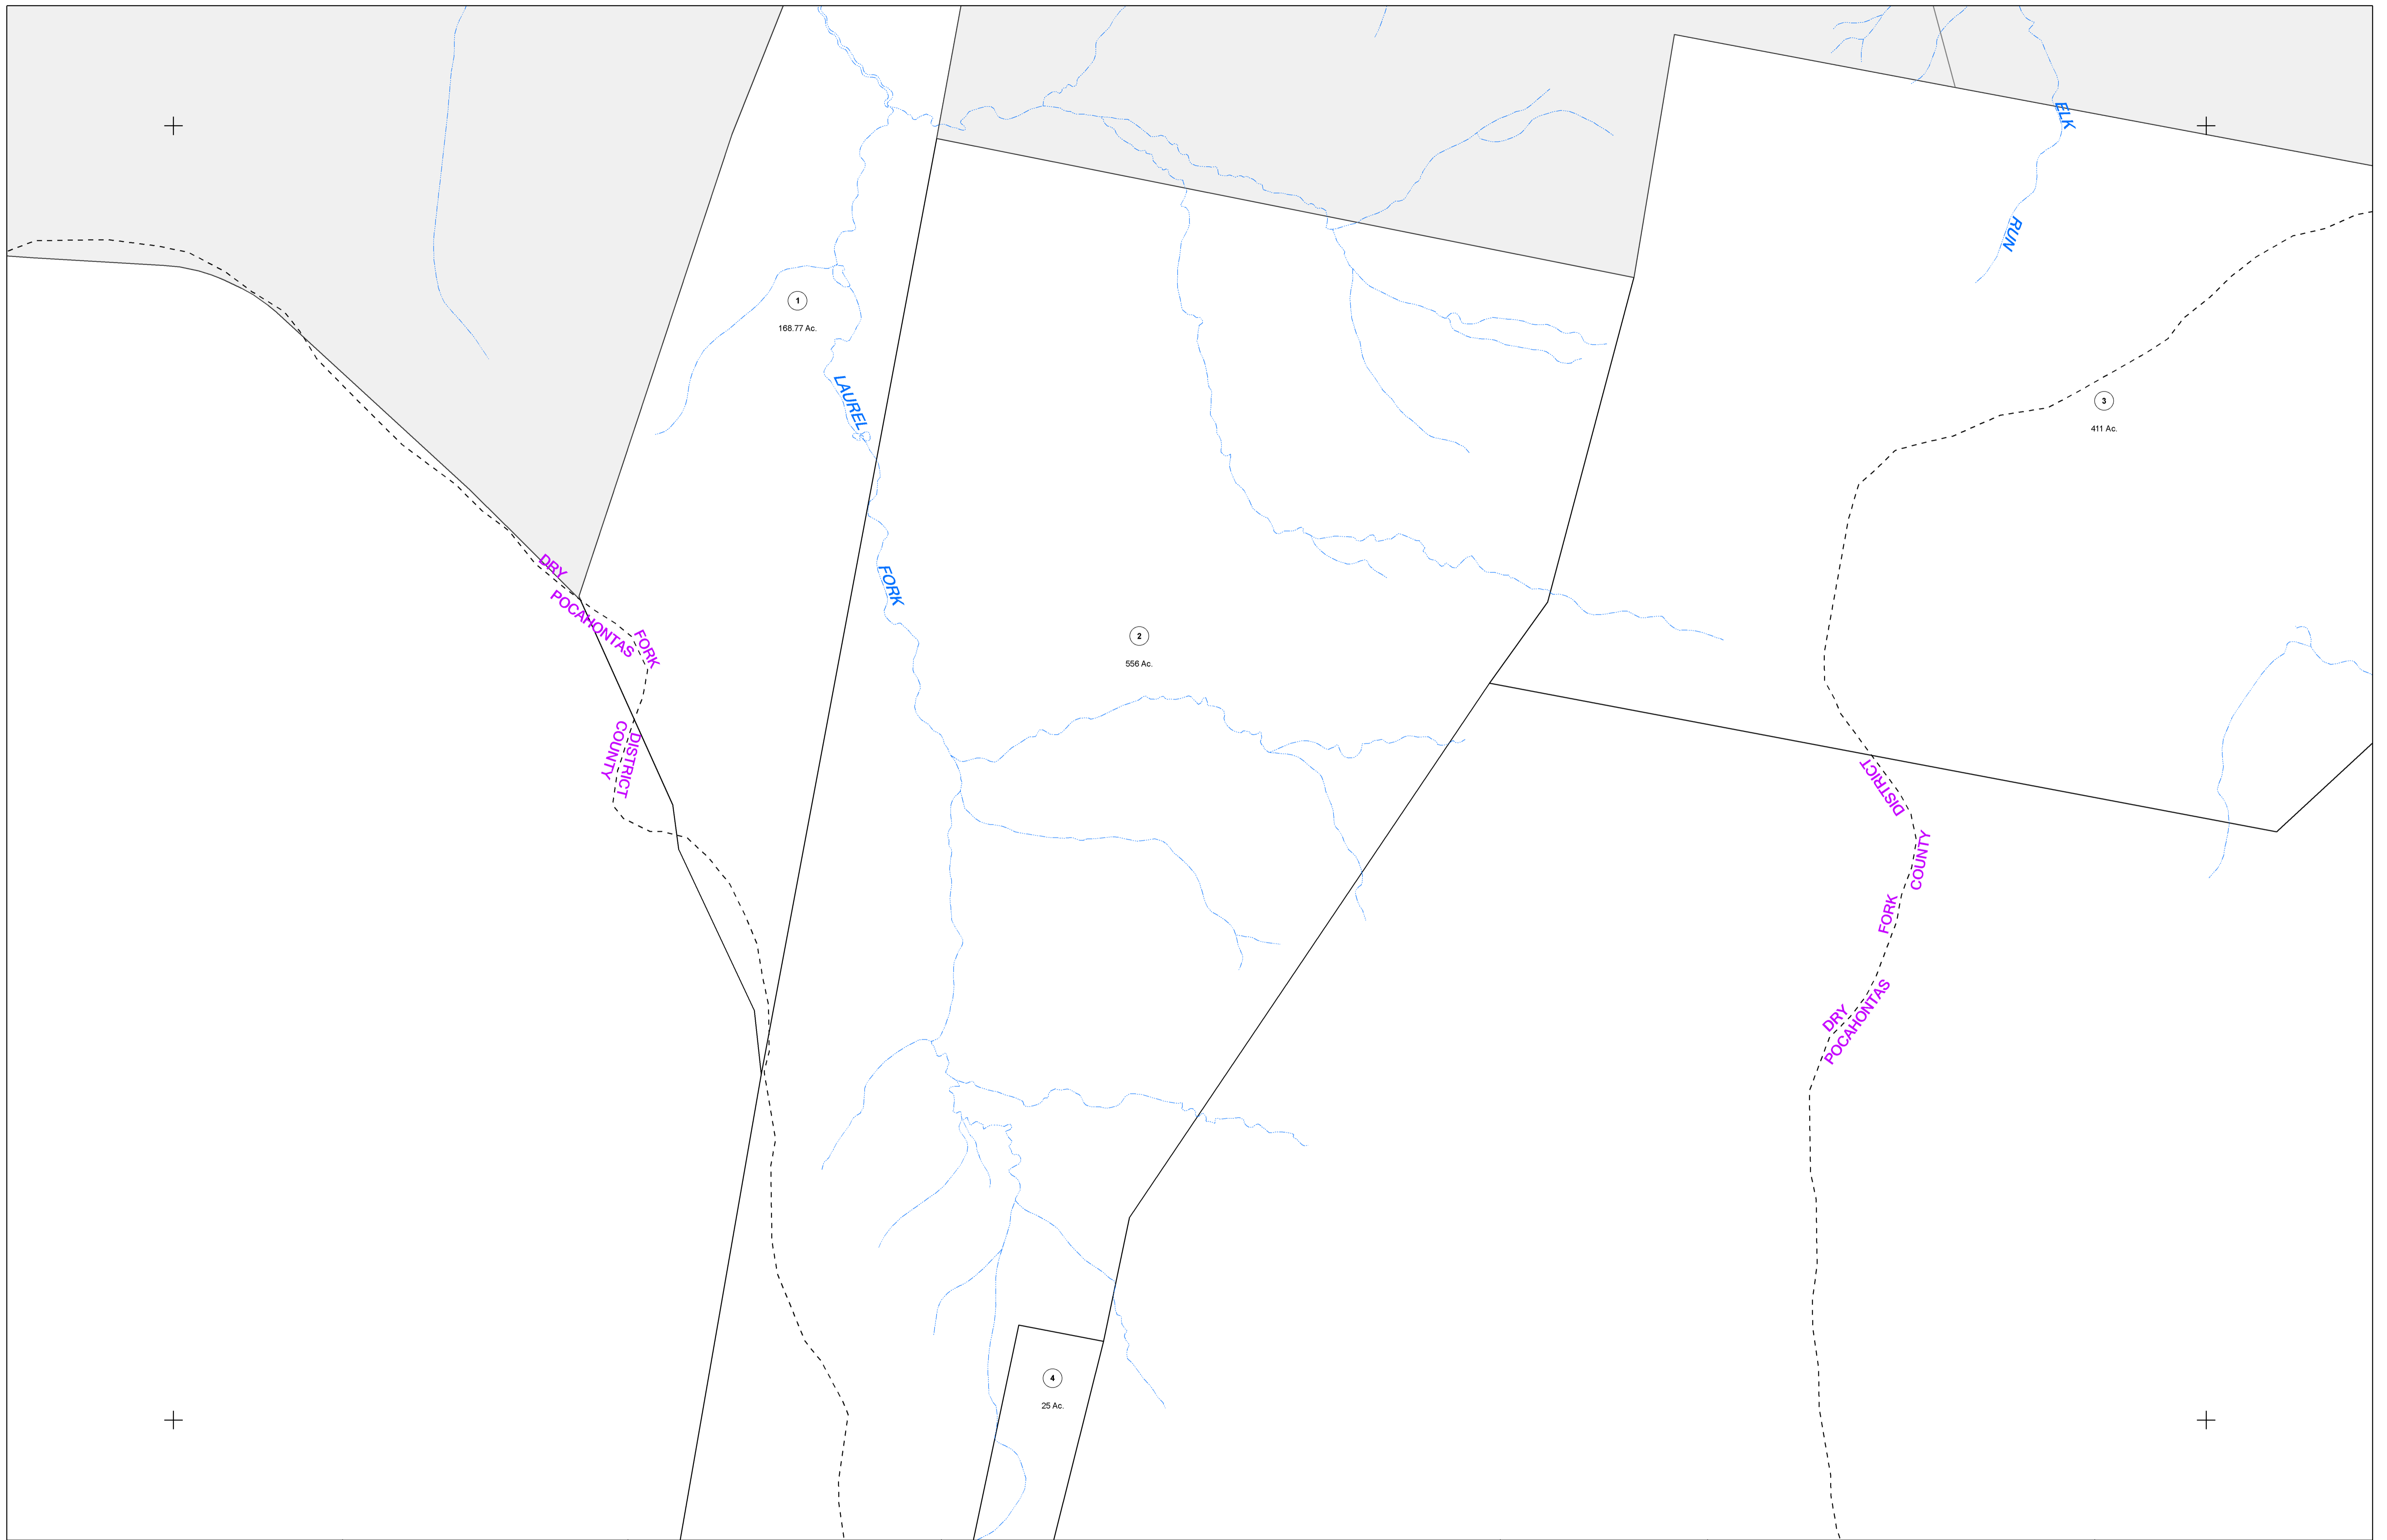 ELK
RUN
1
168.77 Ac.
LAUREL
3
411 Ac.
FORK
DRY
POCAHONTAS
FORK
2
556 Ac.
COUNTY
DISTRICT
DISTRICT
COUNTY
FORK
DRY
POCAHONTAS
4
25 Ac.